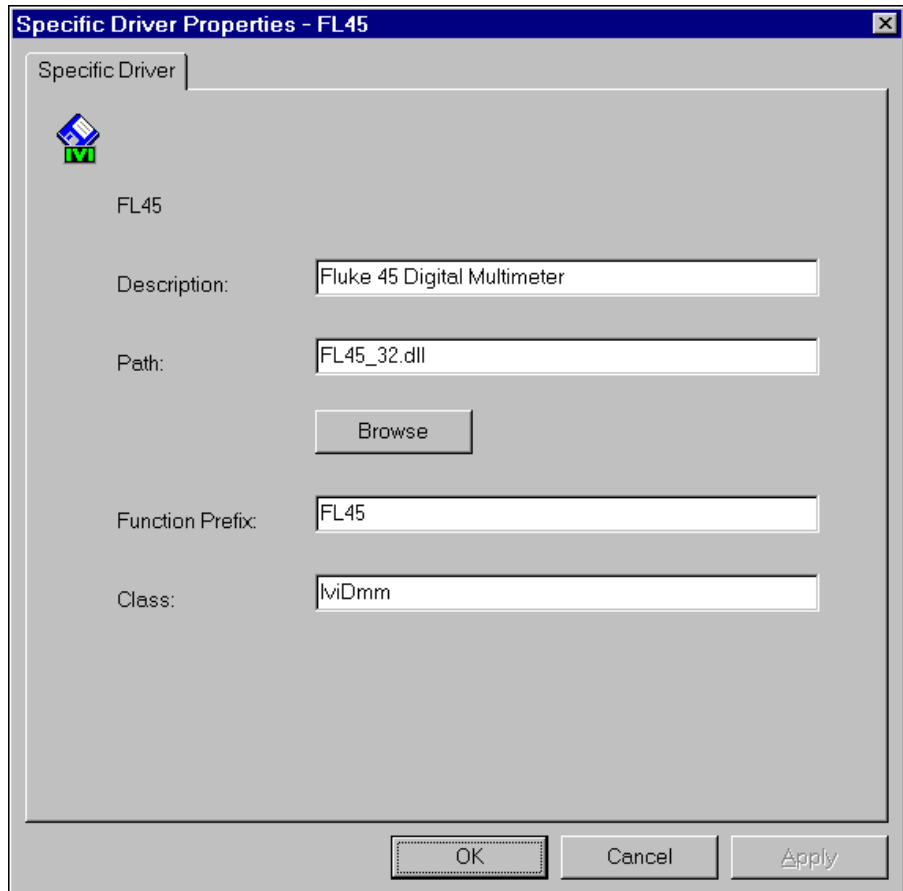 Specific Driver Properties - FL45
Specific Driver
IVI
FL45
Description: Fluke 45 Digital Multimeter
Path: FL45_32.dll
Browse
Function Prefix: FL45
Class: IviDmm
OK Cancel Apply